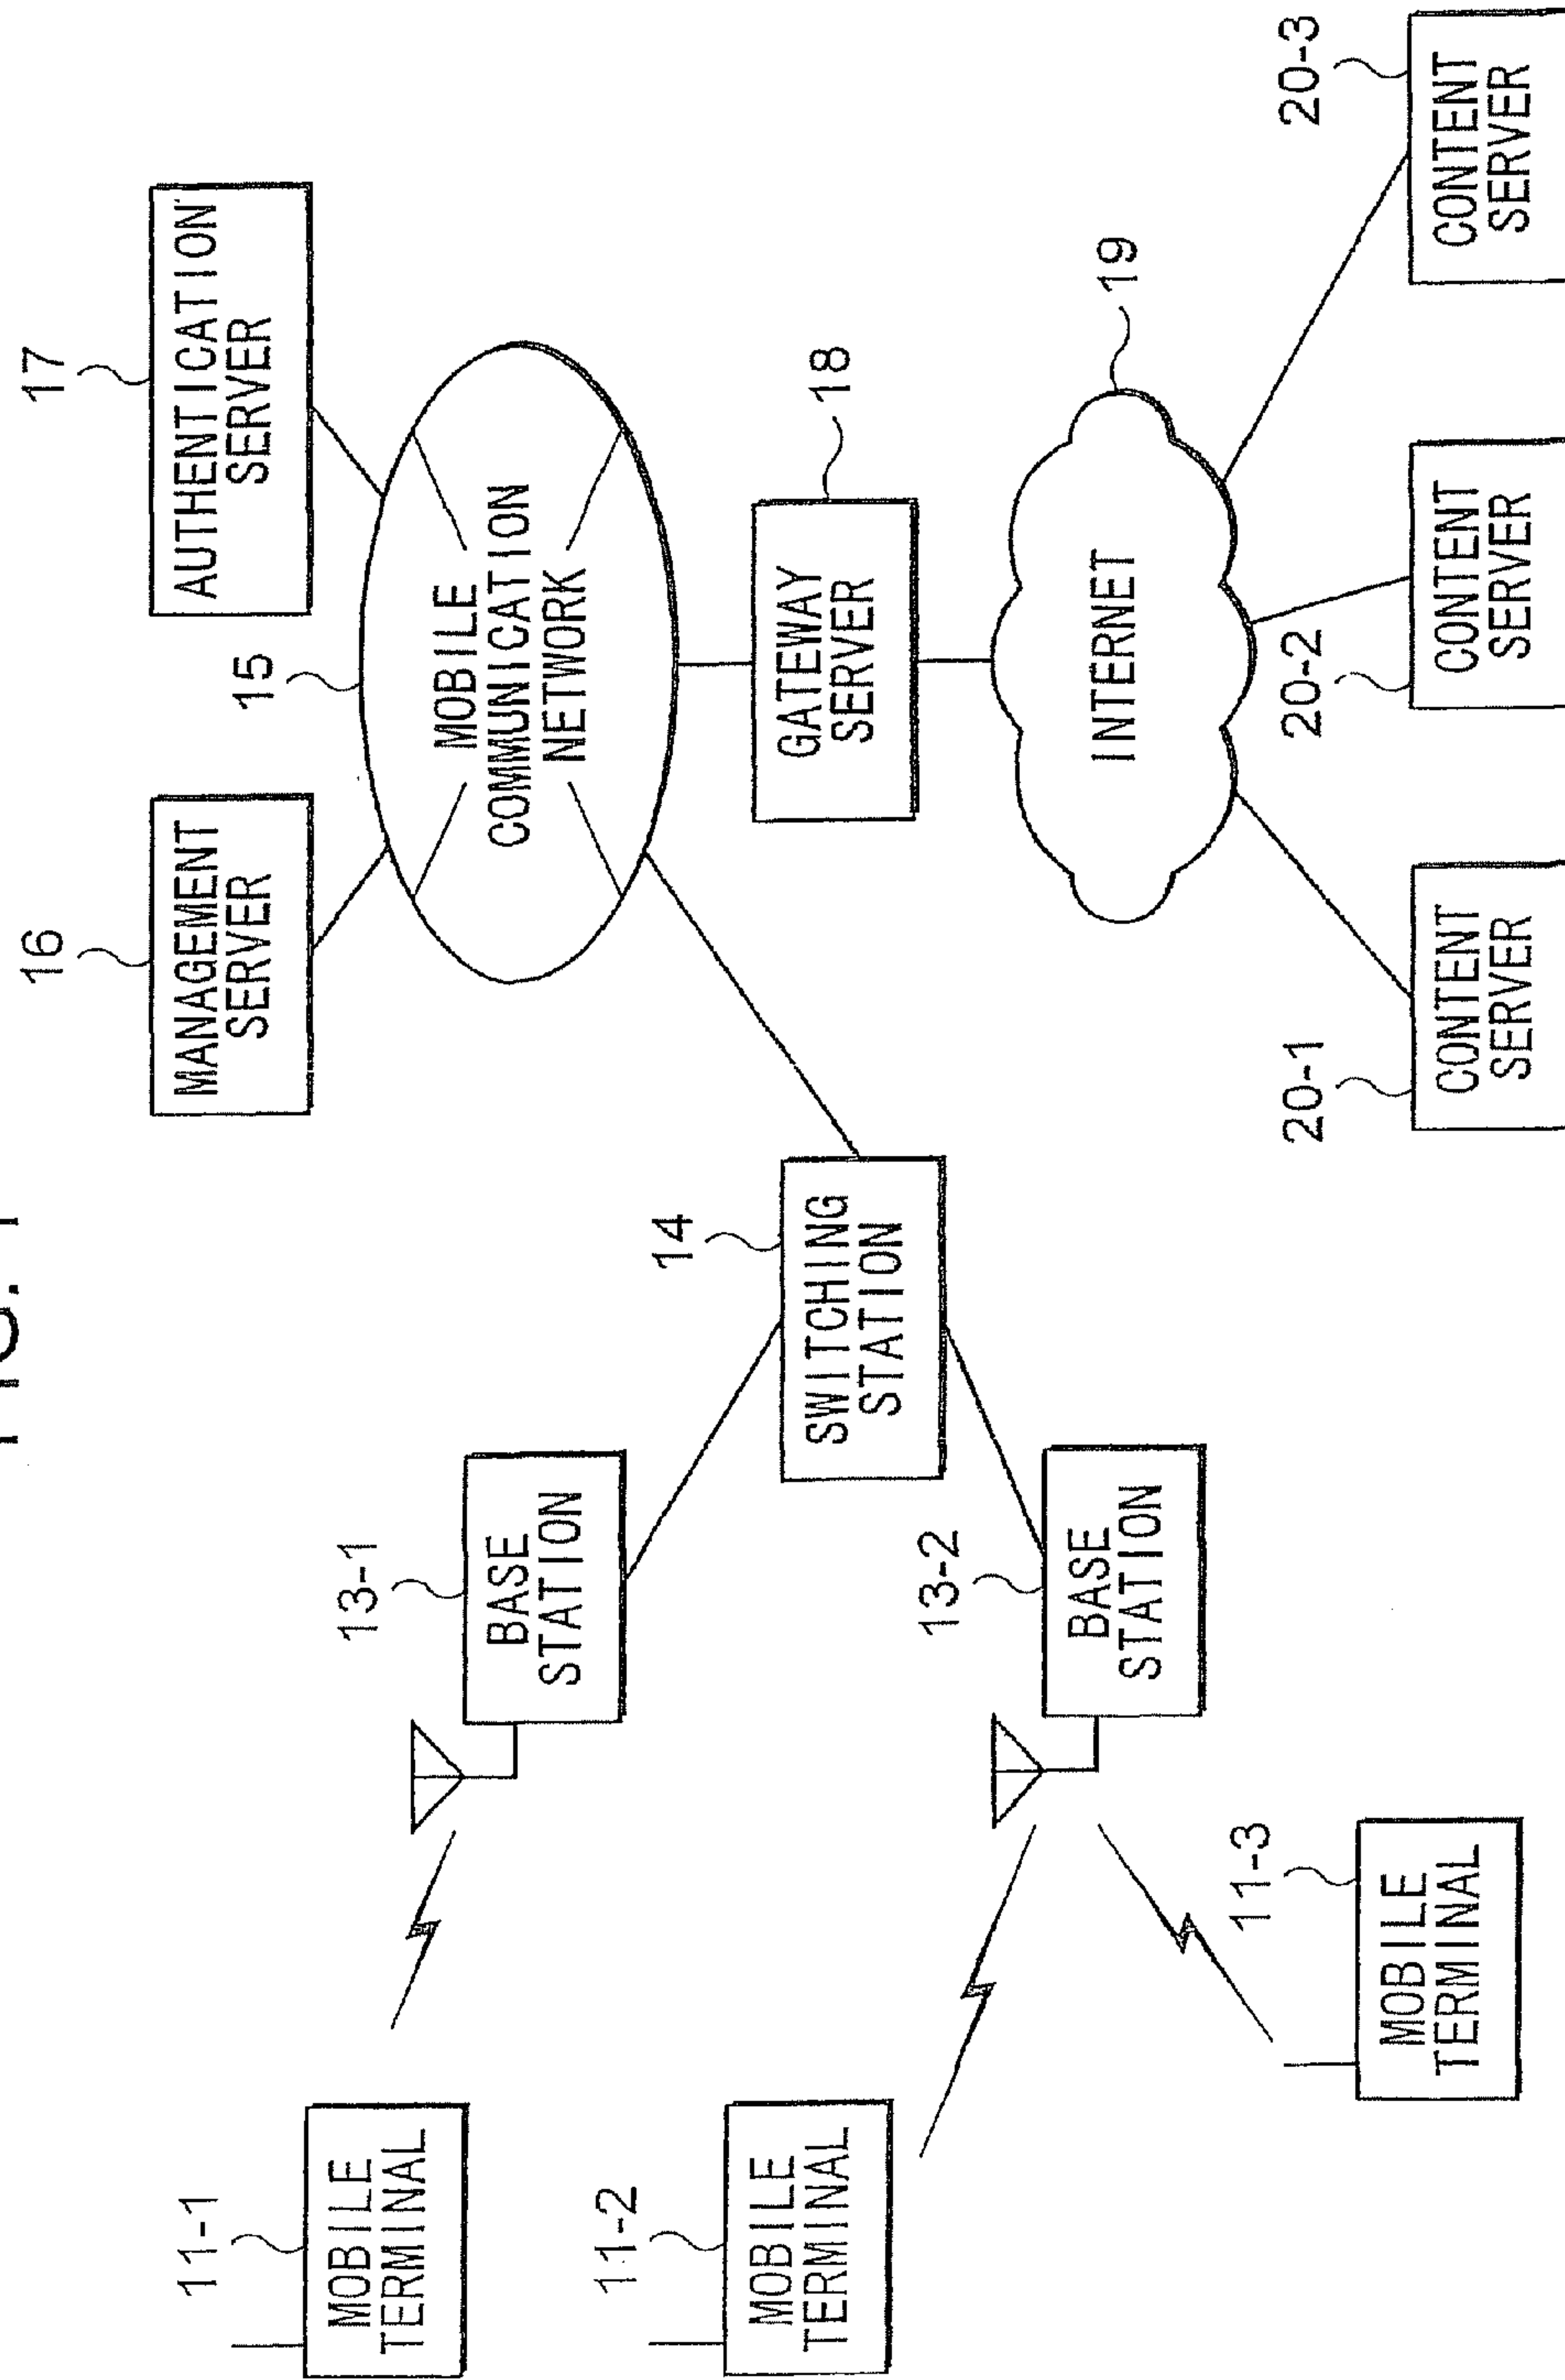 FIG. 1
16
17
MANAGEMENT
SERVER
AUTHENTICATION
SERVER
11-1
MOBILE
TERMINAL
13-1
BASE
STATION
15
MOBILE
COMMUNICATION
NETWORK
11-2
MOBILE
TERMINAL
14
SWITCHING
STATION
18
GATEWAY
SERVER
13-2
BASE
STATION
19
INTERNET
11-3
MOBILE
TERMINAL
20-1
CONTENT
SERVER
20-2
CONTENT
SERVER
20-3
CONTENT
SERVER